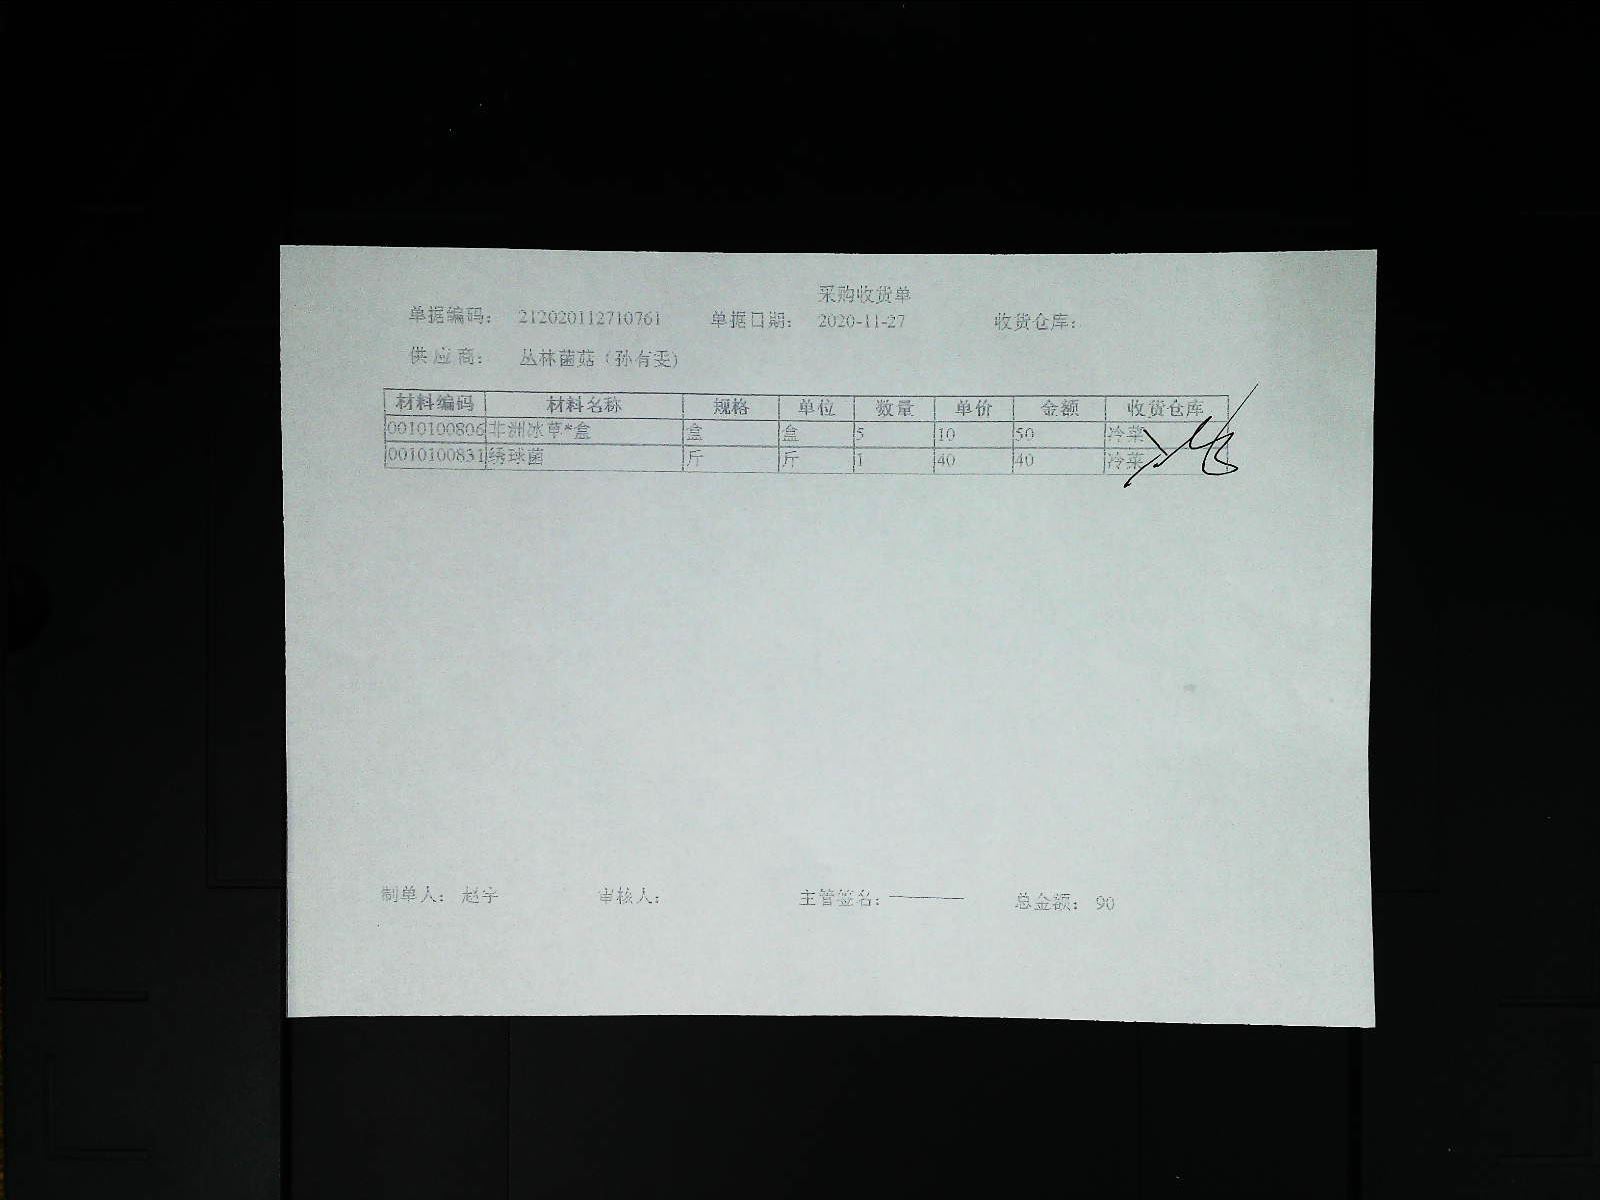 采购收货单
单据编码： 212020112710761 单据日期： 2020-11-27 收货仓库：
供应商： 丛林菌菇（孙有雯）
材料编码 材料名称 规格 单位 数量 单价 金额 收货仓库
0010100806 非洲冰草*盒 盒 盒 5 10 50 冷菜
0010100831 绣球菌 斤 斤 1 40 40 冷菜
制单人： 赵宇 审核人： 主管签名： 总金额： 90